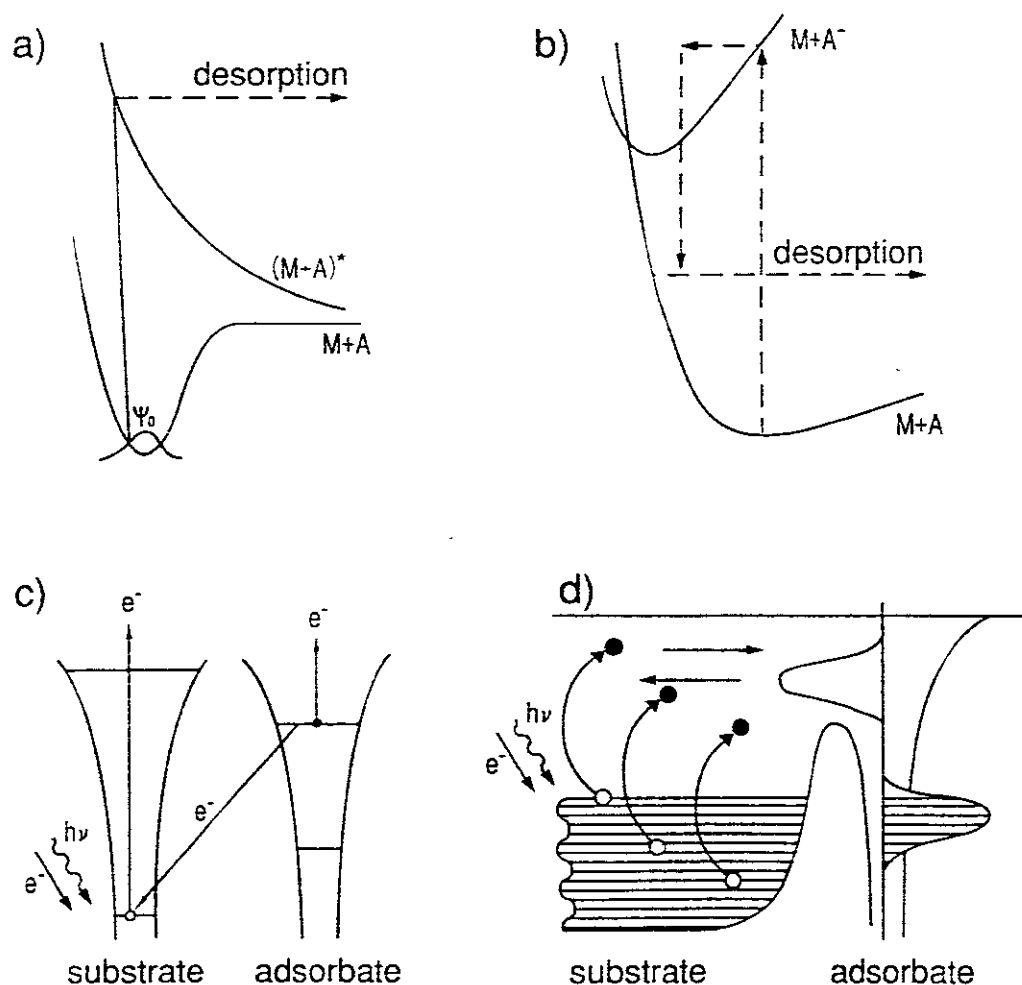 a)
desorption
(M+A)*
M+A
Ψ₀
b)
M+A⁻
desorption
M+A
c)
e⁻
e⁻
e⁻
hν
e⁻
substrate
adsorbate
d)
hν
e⁻
substrate
adsorbate